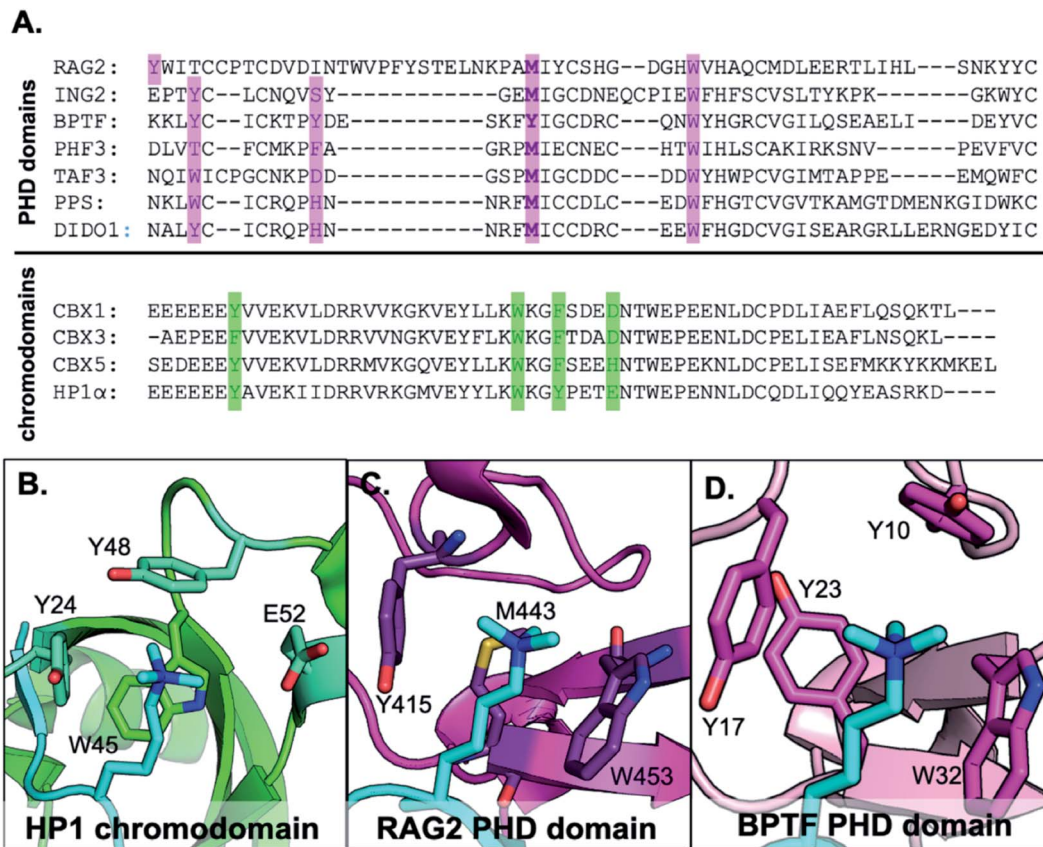 A.
PHD domains
RAG2: YWITCCPTCDVDINTWVPFYSTELNKPAMIYCSHG---DGHWVHAQCMDLEERTLIHL---SNKYYC
ING2: EPTYC--LCNQVSY------------GEMIGCDNEQCPIEWFHFSCVSLTYKPK-------GKWYC
BPTF: KKLYC--ICKTPYDE-----------SKFYIGCDRC--QNWYHGRCVGILQSEAELI----DEYVC
PHF3: DLVTC--FCMKPFA------------GRPMIECNEC--HTWIHLSCAKIRKSNV------PEVFVC
TAF3: NQIWICPGCNKPDD------------GSPMIGCDDC--DDWYHWPCVGIMTAPPE-----EMQWFC
PPS: NKLWC--ICRQPHN------------NRFMICCDLC--EDWFHGTCVGVTKAMGTDMENKGIDWKC
DIDO1: NALYC--ICRQPHN------------NRFMICCDRC--EEWFHGDCVGISEARGRLLERNGEDYIC
chromodomains
CBX1: EEEEEEYVVEKVLDRRVVKGKVEYLLKWKGFSDEDNTWEPEENLDCPDLIAEFLQSQKTL---
CBX3: -AEPEEFVVEKVLDRRVVNGKVEYFLKWKGFTDADNTWEPEENLDCPELIEAFLNSQKL----
CBX5: SEDEEEYVVEKVLDRRMVKGQVEYLLKWKGFSEEHNTWEPEKNLDCPELISEFMKKYKKMKEL
HP1α: EEEEEEYAVEKIIDRRVRKGMVEYYLKWKGYPETENTWEPENNLDCQDLIQQYEASRKD----
B.
Y48
Y24
E52
W45
HP1 chromodomain
C.
M443
Y415
W453
RAG2 PHD domain
D.
Y10
Y23
Y17
W32
BPTF PHD domain